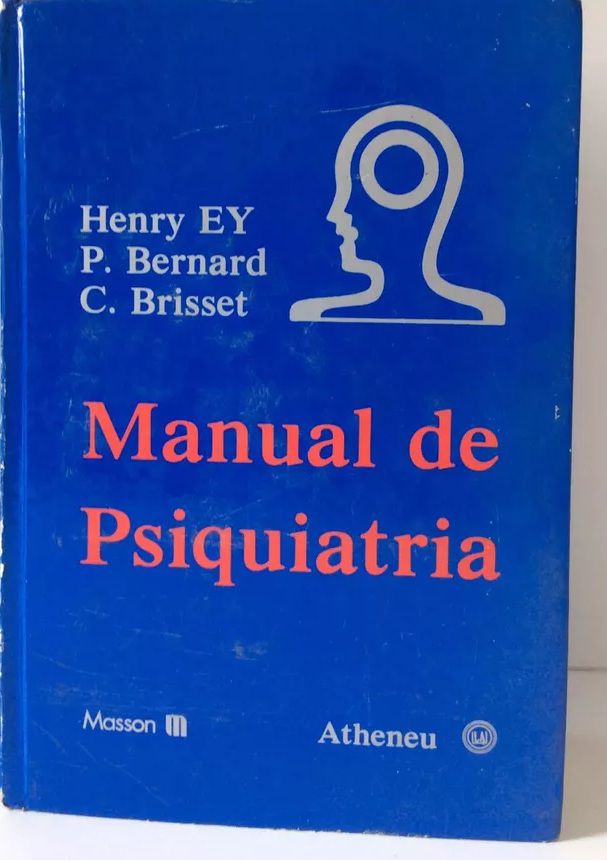 Henry EY
P. Bernard
C. Brisset
Manual de
Psiquiatria
Masson m
Atheneu